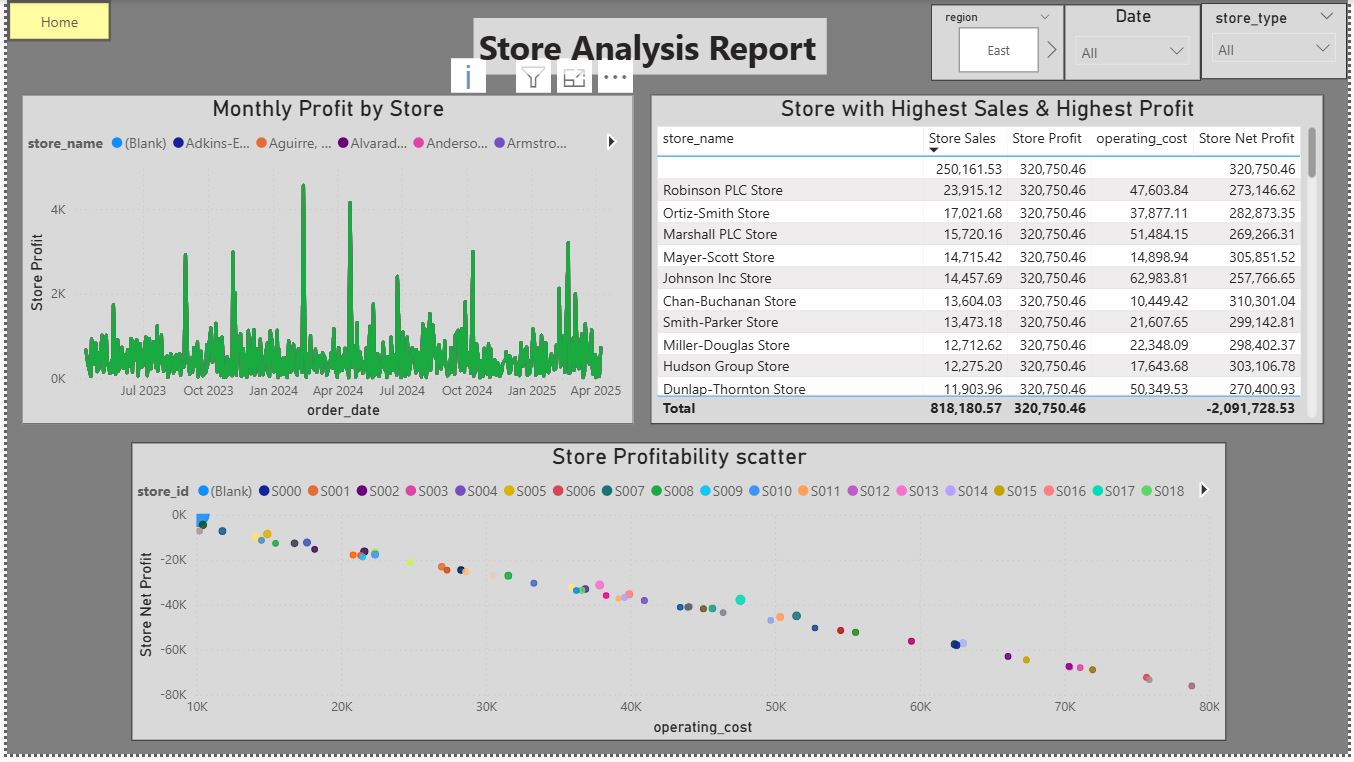 Home
Store Analysis Report
region
East
Date
All
store_type
All
Monthly Profit by Store
store_name (Blank) Adkins-E... Aguirre, ... Alvarad... Anderso... Armstro...
Store Profit
4K
2K
0K
Jul 2023 Oct 2023 Jan 2024 Apr 2024 Jul 2024 Oct 2024 Jan 2025 Apr 2025
order_date
Store with Highest Sales & Highest Profit
store_name Store Sales Store Profit operating_cost Store Net Profit
250,161.53 320,750.46 320,750.46
Robinson PLC Store 23,915.12 320,750.46 47,603.84 273,146.62
Ortiz-Smith Store 17,021.68 320,750.46 37,877.11 282,873.35
Marshall PLC Store 15,720.16 320,750.46 51,484.15 269,266.31
Mayer-Scott Store 14,715.42 320,750.46 14,898.94 305,851.52
Johnson Inc Store 14,457.69 320,750.46 62,983.81 257,766.65
Chan-Buchanan Store 13,604.03 320,750.46 10,449.42 310,301.04
Smith-Parker Store 13,473.18 320,750.46 21,607.65 299,142.81
Miller-Douglas Store 12,712.62 320,750.46 22,348.09 298,402.37
Hudson Group Store 12,275.20 320,750.46 17,643.68 303,106.78
Dunlap-Thornton Store 11,903.96 320,750.46 50,349.53 270,400.93
Total 818,180.57 320,750.46 -2,091,728.53
Store Profitability scatter
store_id (Blank) S000 S001 S002 S003 S004 S005 S006 S007 S008 S009 S010 S011 S012 S013 S014 S015 S016 S017 S018
Store Net Profit
0K
-20K
-40K
-60K
-80K
10K 20K 30K 40K 50K 60K 70K 80K
operating_cost